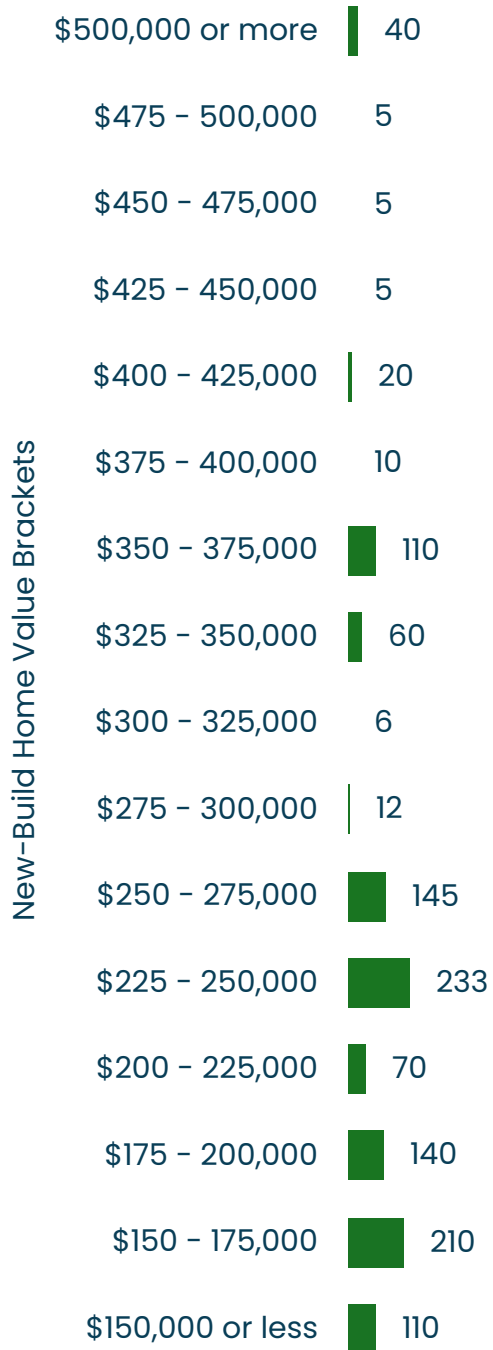 $500,000 or more 40
$475 - 500,000 5
$450 - 475,000 5
$425 - 450,000 5
$400 - 425,000 20
$375 - 400,000 10
$350 - 375,000 110
$325 - 350,000 60
$300 - 325,000 6
$275 - 300,000 12
$250 - 275,000 145
$225 - 250,000 233
$200 - 225,000 70
$175 - 200,000 140
$150 - 175,000 210
$150,000 or less 110
New-Build Home Value Brackets